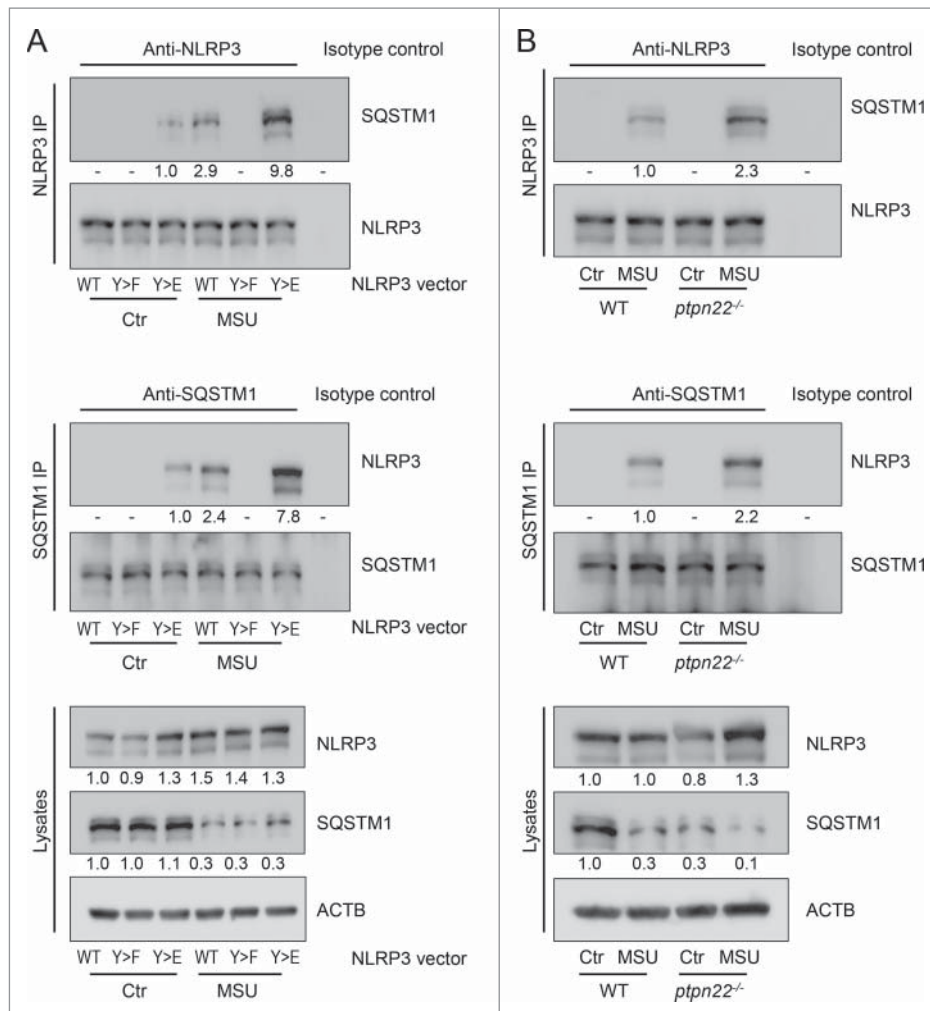 A
Anti-NLRP3 Isotype control
NLRP3 IP
SQSTM1
- - 1.0 2.9 - 9.8 -
NLRP3
WT Y>F Y>E WT Y>F Y>E NLRP3 vector
Ctr MSU
Anti-SQSTM1 Isotype control
SQSTM1 IP
NLRP3
- - 1.0 2.4 - 7.8 -
SQSTM1
WT Y>F Y>E WT Y>F Y>E NLRP3 vector
Ctr MSU
Lysates
NLRP3
1.0 0.9 1.3 1.5 1.4 1.3
SQSTM1
1.0 1.0 1.1 0.3 0.3 0.3
ACTB
WT Y>F Y>E WT Y>F Y>E NLRP3 vector
Ctr MSU
B
Anti-NLRP3 Isotype control
NLRP3 IP
SQSTM1
- 1.0 - 2.3 -
NLRP3
Ctr MSU Ctr MSU
WT ptpn22-/-
Anti-SQSTM1 Isotype control
SQSTM1 IP
NLRP3
- 1.0 - 2.2 -
SQSTM1
Ctr MSU Ctr MSU
WT ptpn22-/-
Lysates
NLRP3
1.0 1.0 0.8 1.3
SQSTM1
1.0 0.3 0.3 0.1
ACTB
Ctr MSU Ctr MSU
WT ptpn22-/-